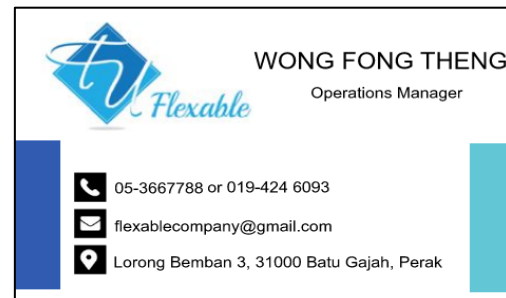 WONG FONG THENG
Operations Manager
Flexable
05-3667788 or 019-424 6093
flexablecompany@gmail.com
Lorong Bemban 3, 31000 Batu Gajah, Perak